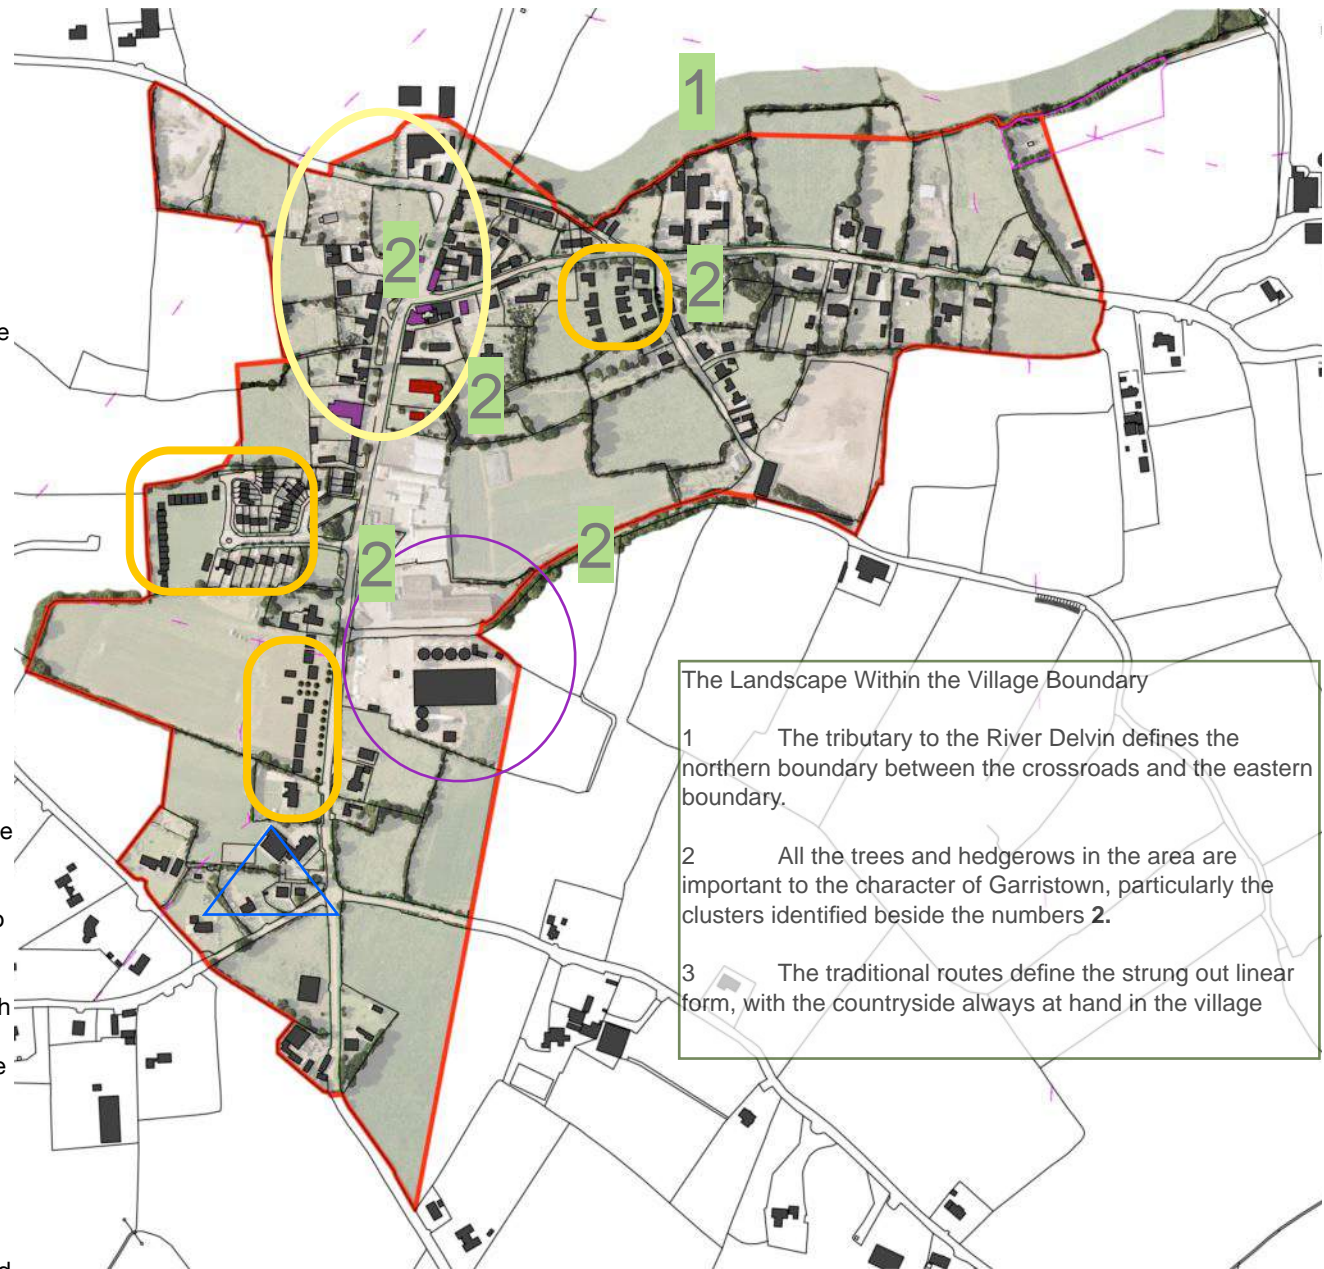 1
2
2
2
2
2
e
e
o
h
e
d
The Landscape Within the Village Boundary
1 The tributary to the River Delvin defines the
northern boundary between the crossroads and the eastern
boundary.
2 All the trees and hedgerows in the area are
important to the character of Garristown, particularly the
clusters identified beside the numbers 2.
3 The traditional routes define the strung out linear
form, with the countryside always at hand in the village